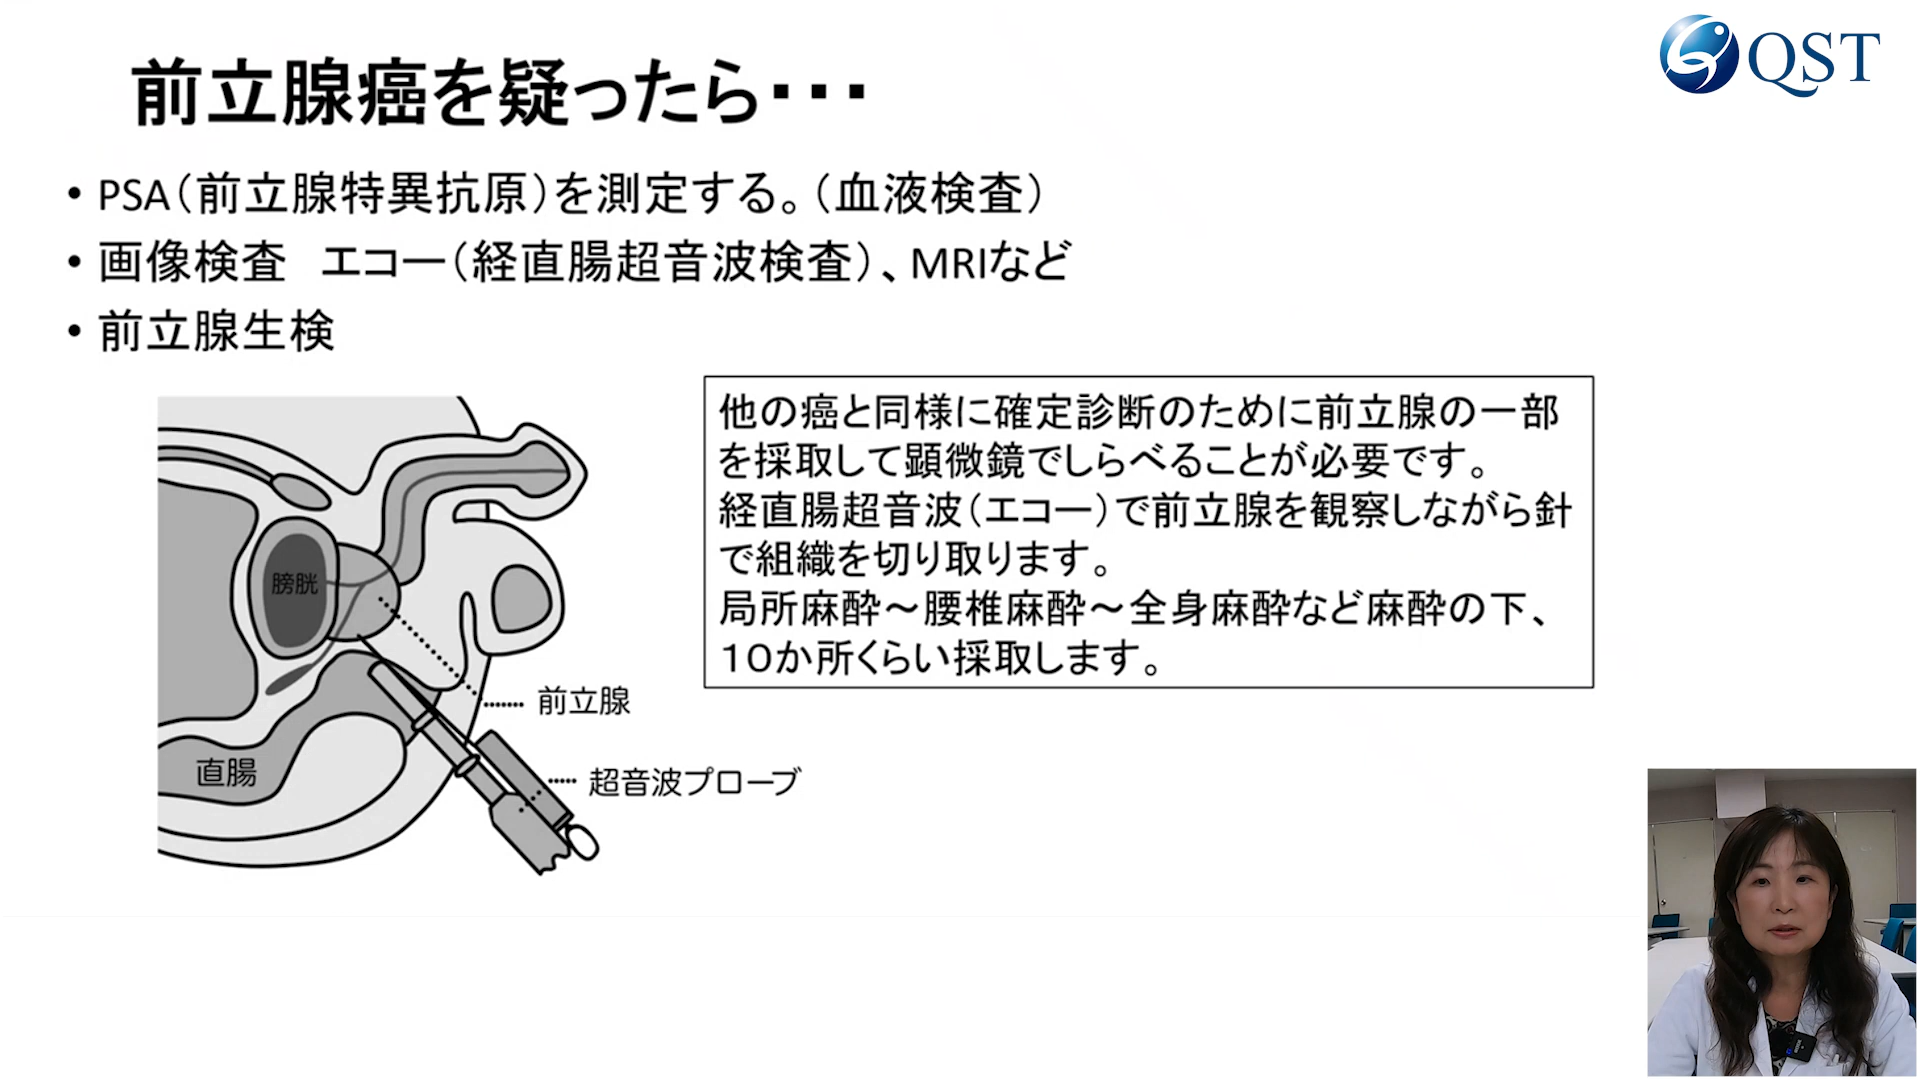 QST
前立腺癌を疑ったら・・・
• PSA（前立腺特異抗原）を測定する。（血液検査）
• 画像検査　エコー（経直腸超音波検査）、MRIなど
• 前立腺生検
他の癌と同様に確定診断のために前立腺の一部
を採取して顕微鏡でしらべることが必要です。
経直腸超音波（エコー）で前立腺を観察しながら針
で組織を切り取ります。
局所麻酔～腰椎麻酔～全身麻酔など麻酔の下、
１０か所くらい採取します。
膀胱
前立腺
直腸
超音波プローブ